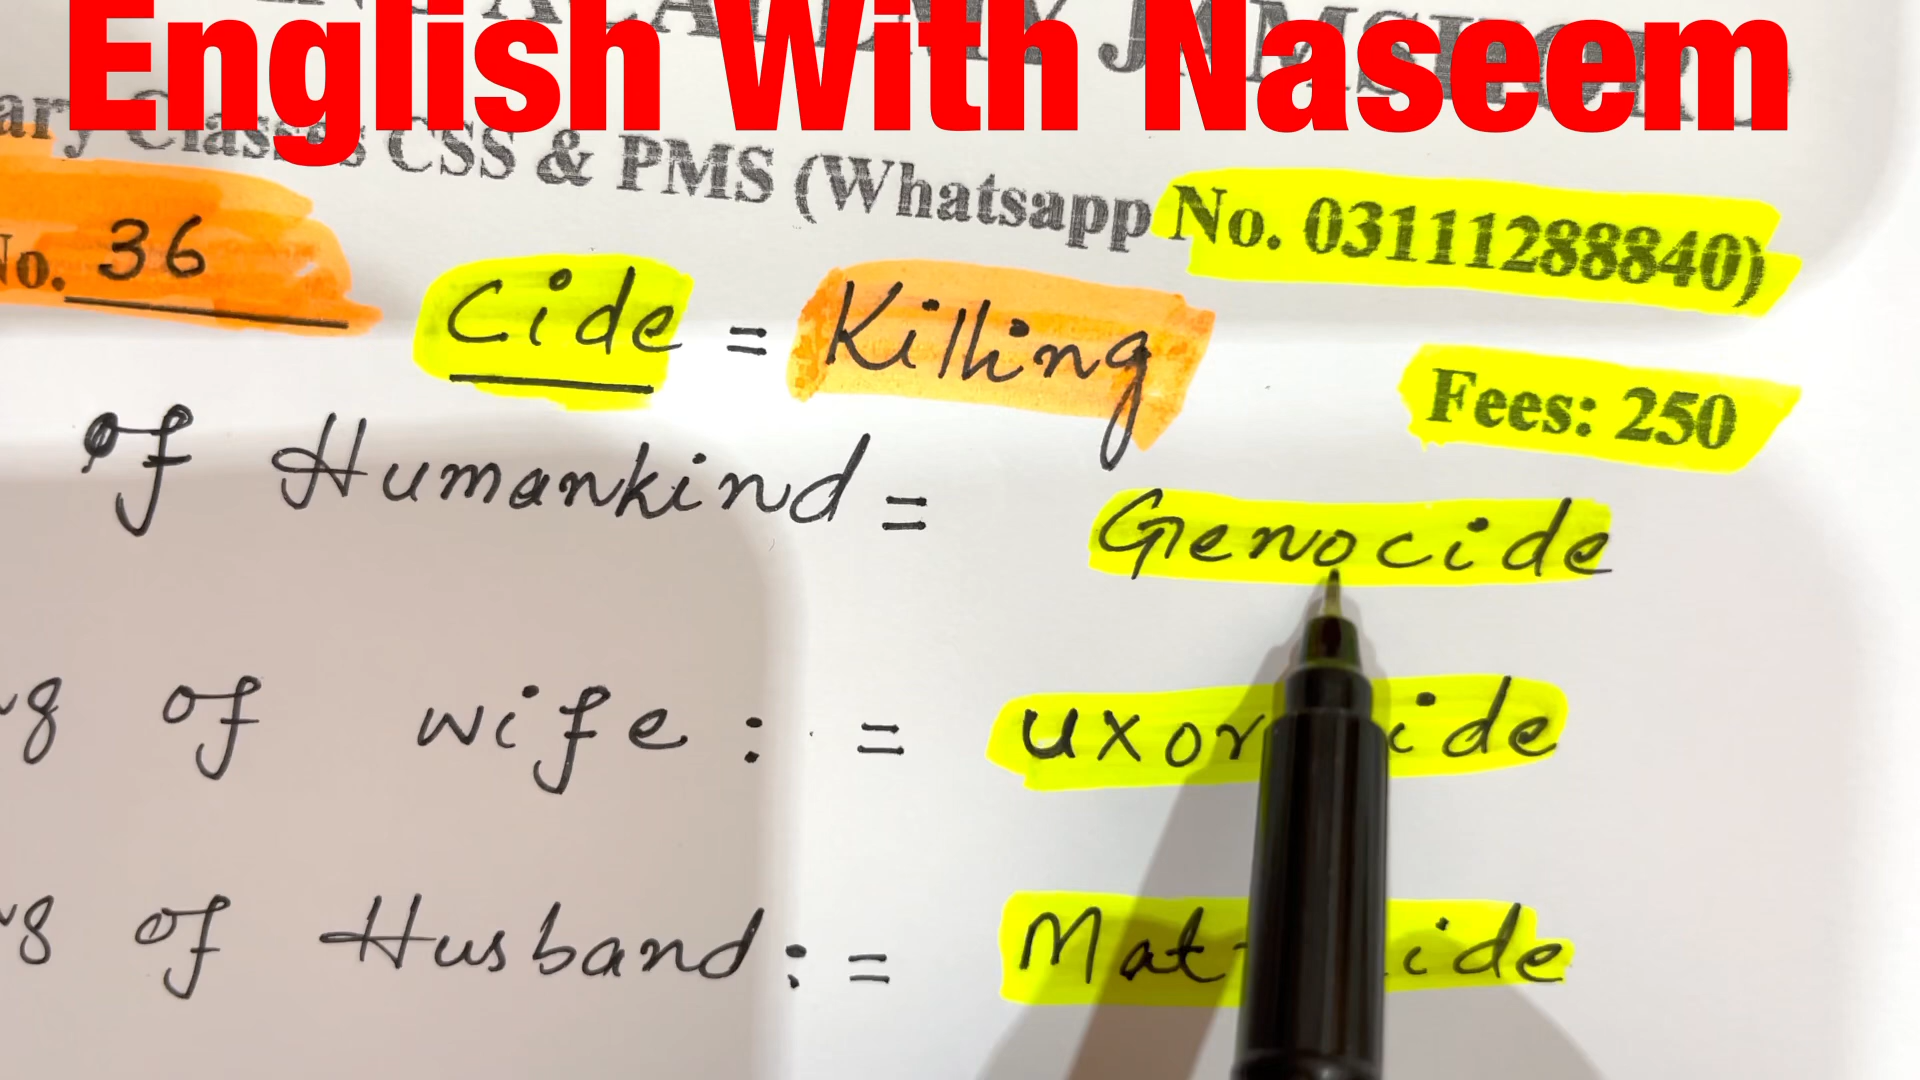 English With Naseem
Classes CSS & PMS (Whatsapp No. 03111288840)
No. 36
Cide = Killing
Fees: 250
of Humankind = Genocide
of wife : = uxor ide
of Husband : = Mat ide